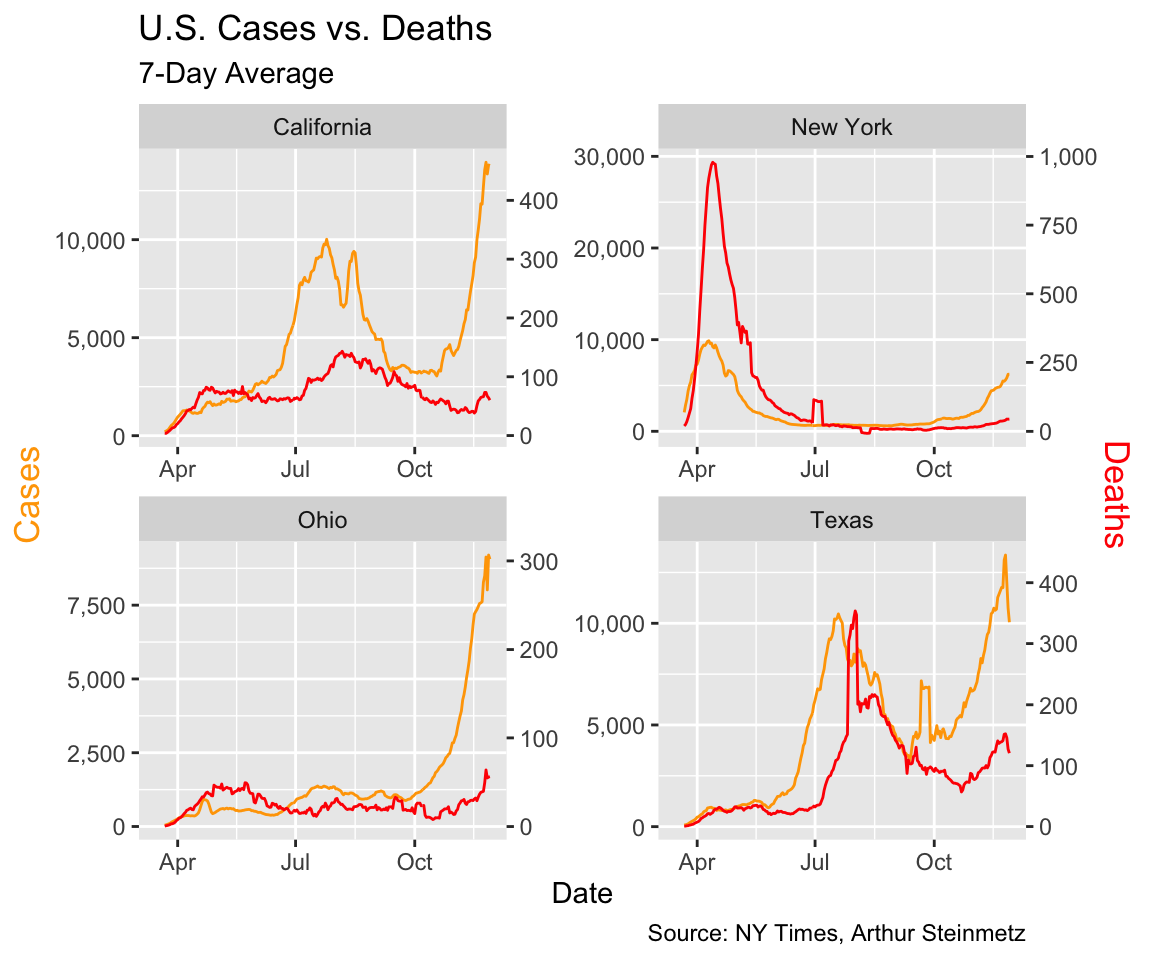 U.S. Cases vs. Deaths
7-Day Average
California
10,000
5,000
0
400
300
200
100
0
Apr Jul Oct
New York
30,000
20,000
10,000
0
1,000
750
500
250
0
Apr Jul Oct
Cases
Deaths
Ohio
7,500
5,000
2,500
0
300
200
100
0
Apr Jul Oct
Texas
10,000
5,000
0
400
300
200
100
0
Apr Jul Oct
Date
Source: NY Times, Arthur Steinmetz